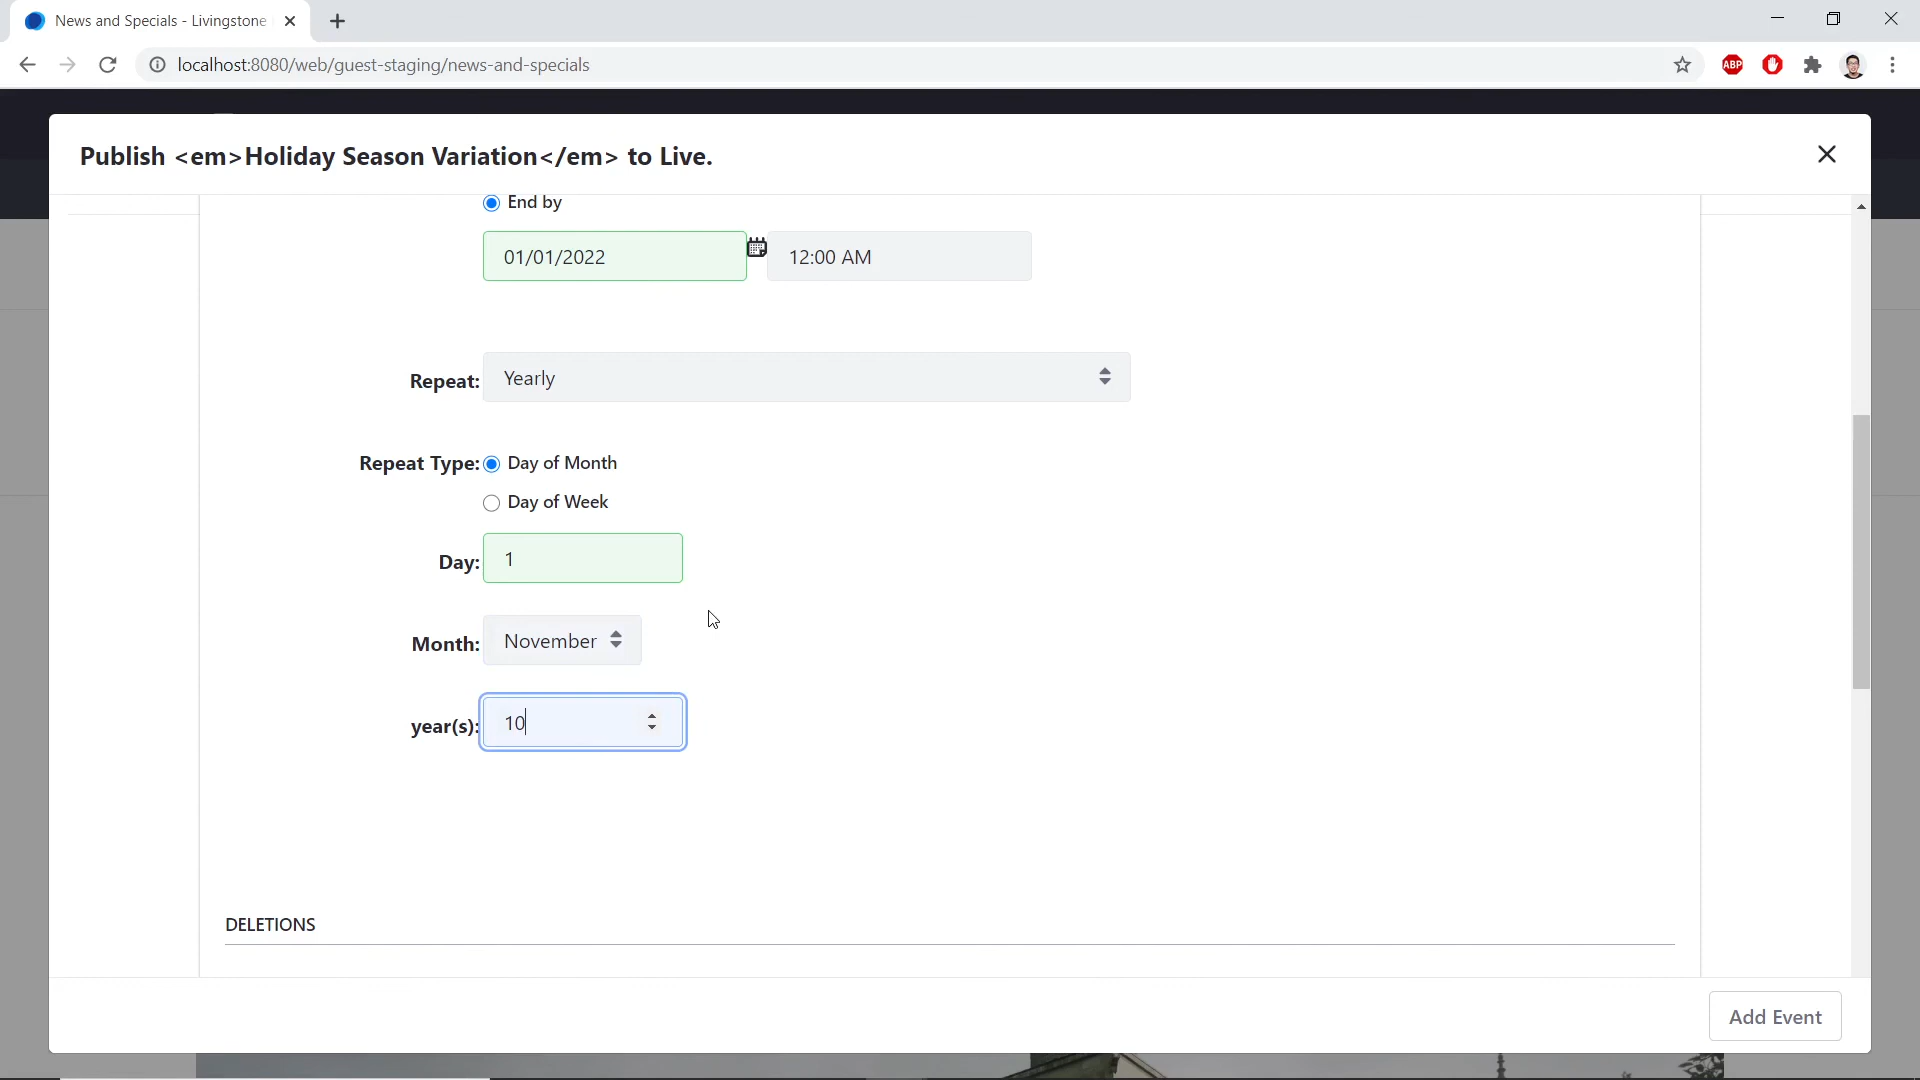 News and Specials - Livingstone
localhost:8080/web/guest-staging/news-and-specials
ABP
Publish <em>Holiday Season Variation</em> to Live.
End by
01/01/2022 12:00 AM
Repeat: Yearly
Repeat Type: Day of Month
Day of Week
Day: 1
Month: November
year(s): 10
DELETIONS
Add Event